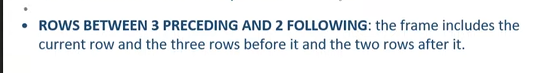 • ROWS BETWEEN 3 PRECEDING AND 2 FOLLOWING: the frame includes the
current row and the three rows before it and the two rows after it.